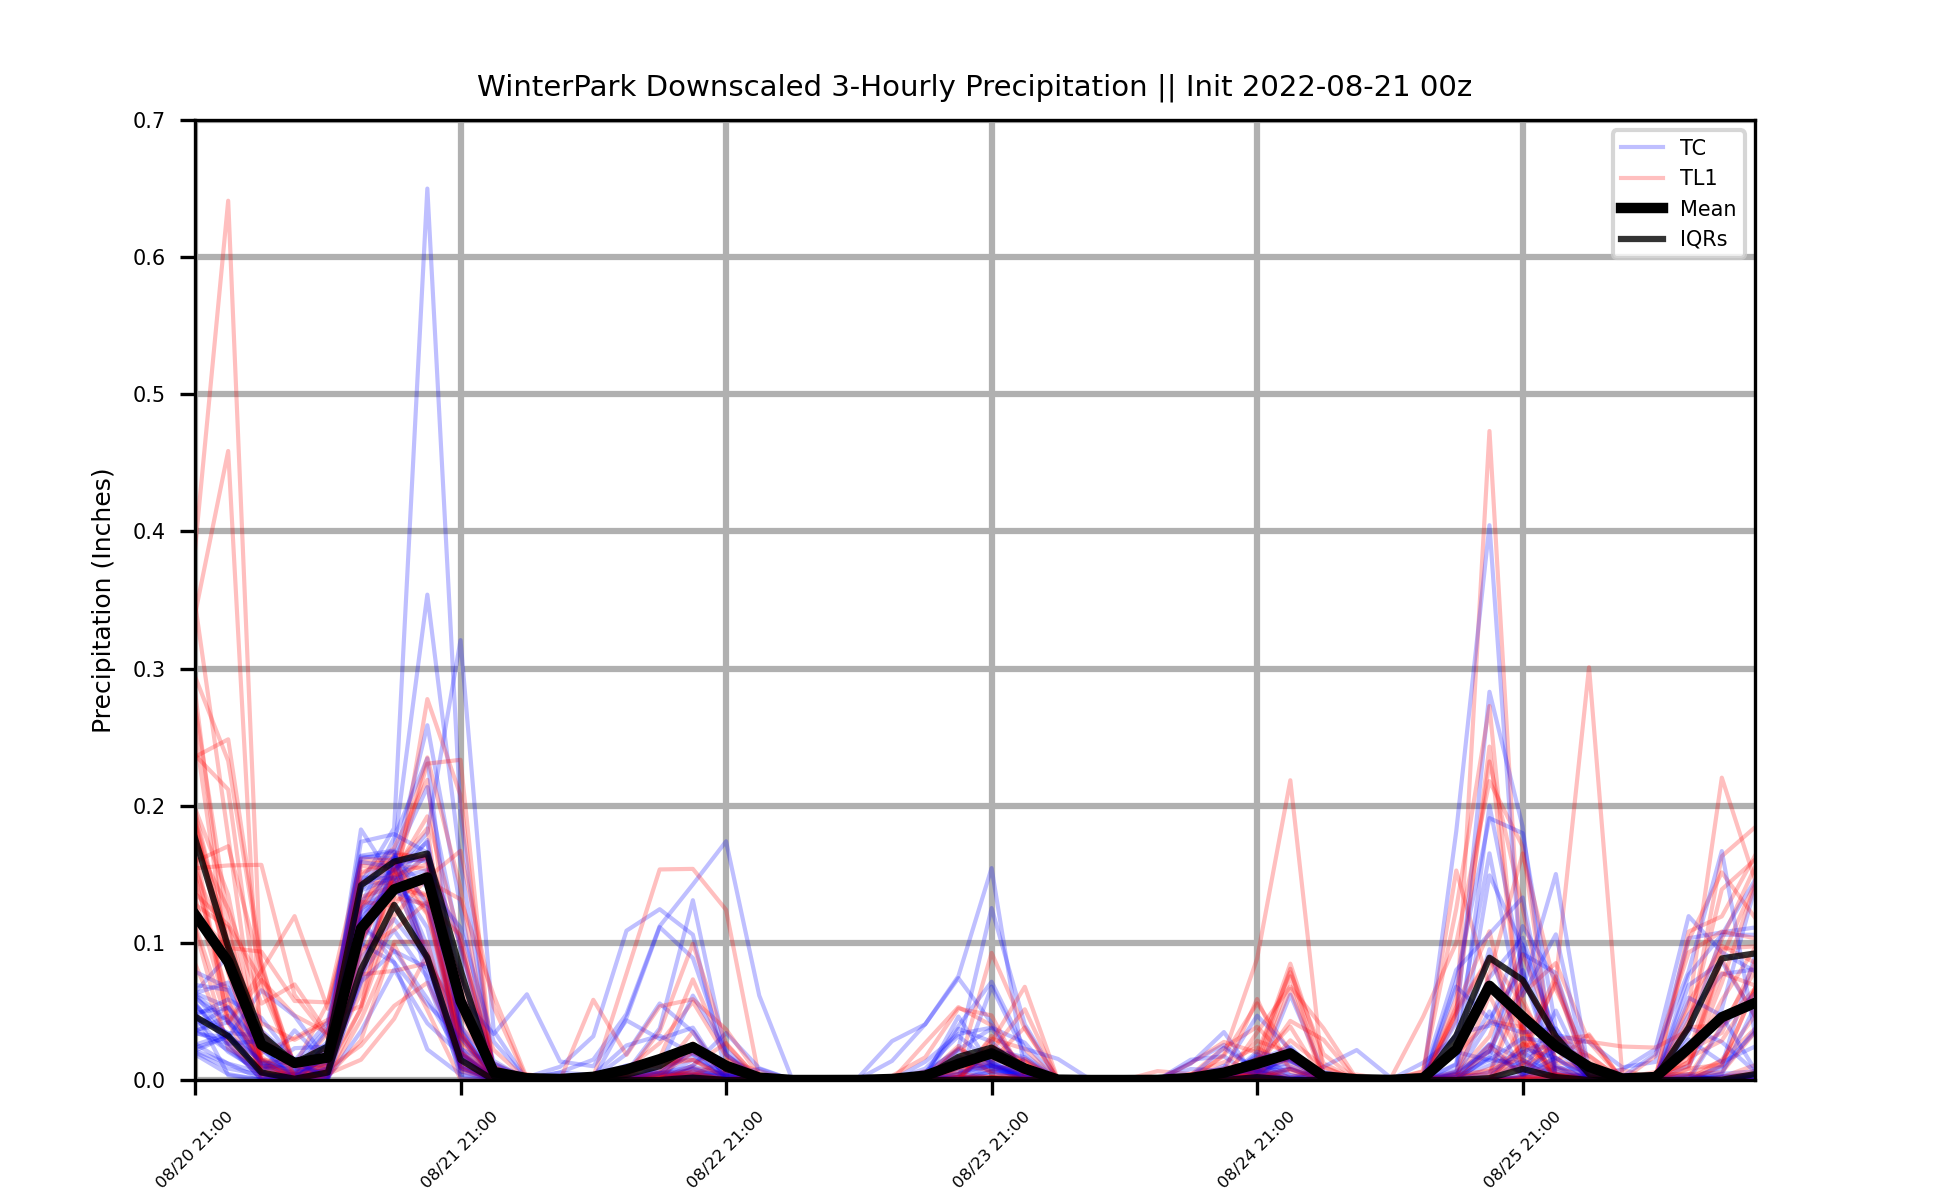 WinterPark Downscaled 3-Hourly Precipitation || Init 2022-08-21 00z
TC
TL1
Mean
IQRs
Precipitation (Inches)
0.7
0.6
0.5
0.4
0.3
0.2
0.1
0.0
08/20 21:00
08/21 21:00
08/22 21:00
08/23 21:00
08/24 21:00
08/25 21:00